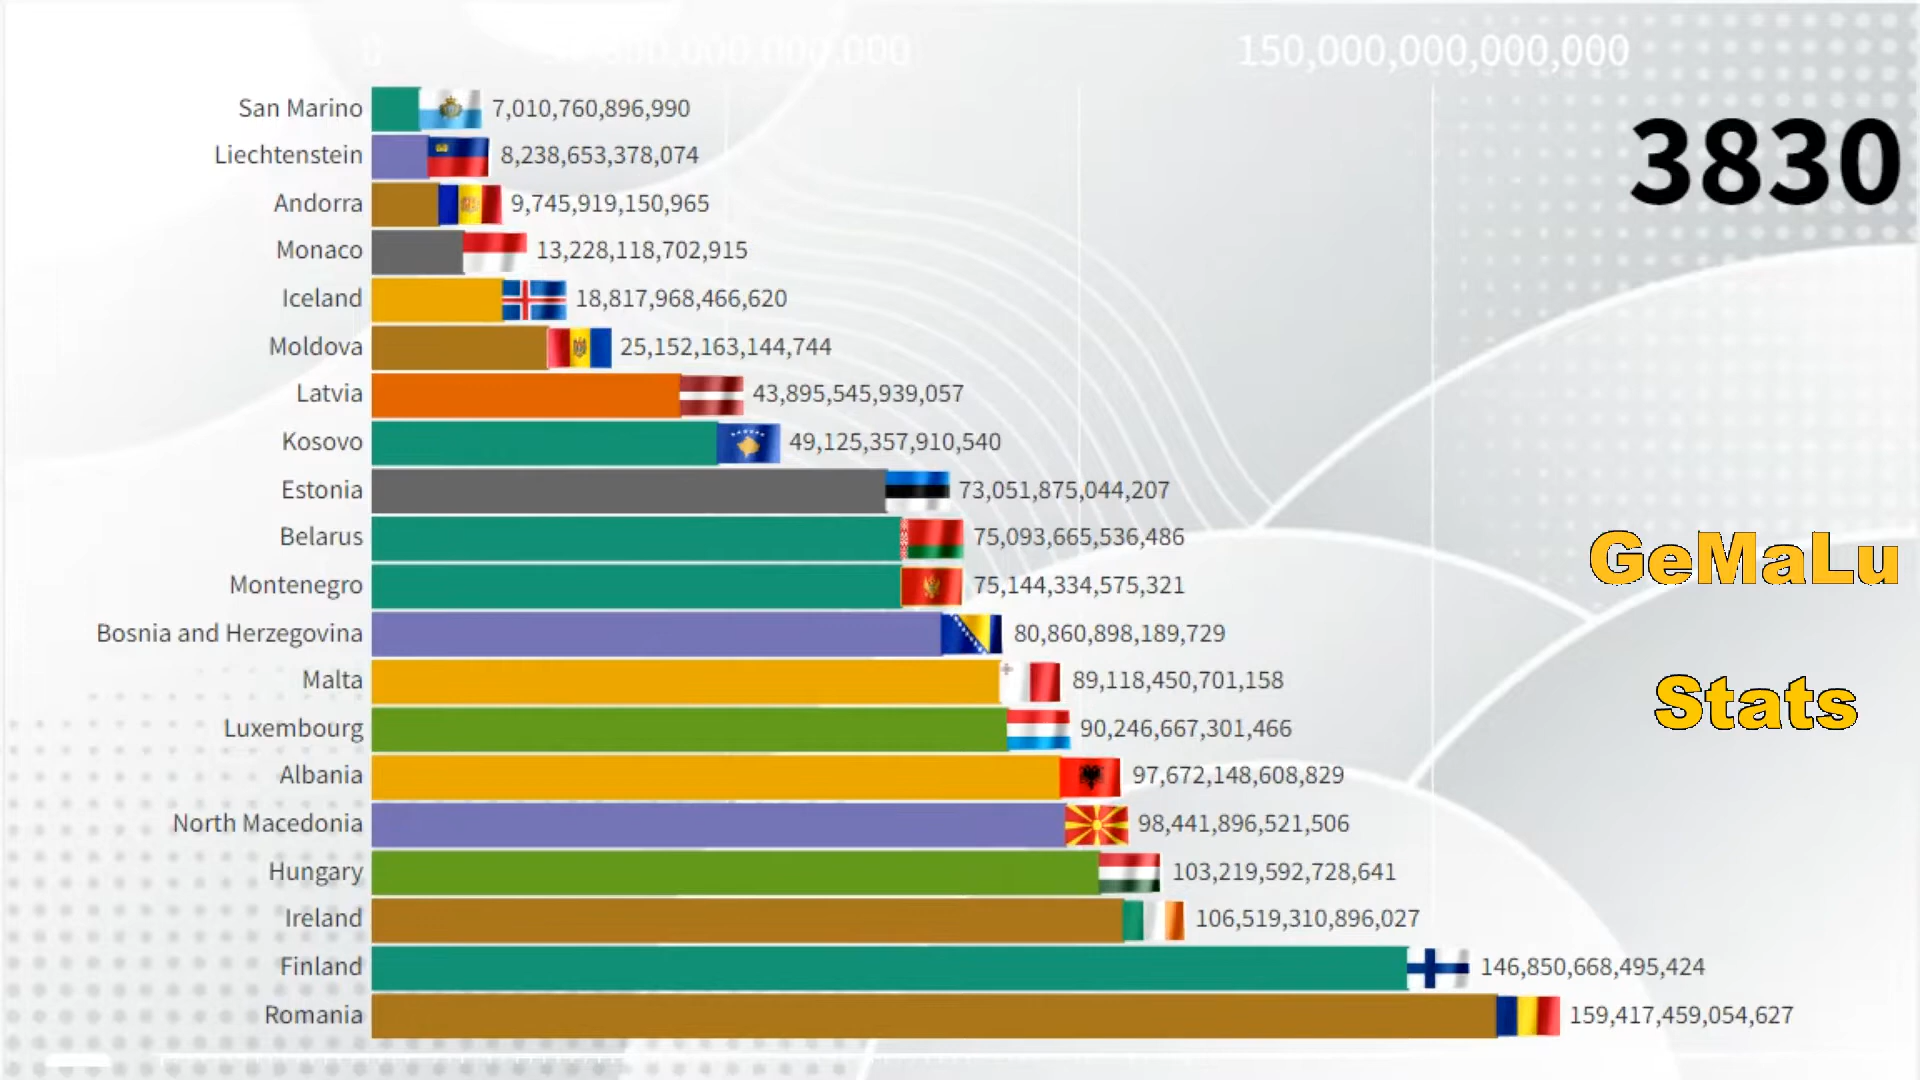 0
150,000,000,000,000
3830
San Marino 7,010,760,896,990
Liechtenstein 8,238,653,378,074
Andorra 9,745,919,150,965
Monaco 13,228,118,702,915
Iceland 18,817,968,466,620
Moldova 25,152,163,144,744
Latvia 43,895,545,939,057
Kosovo 49,125,357,910,540
Estonia 73,051,875,044,207
Belarus 75,093,665,536,486
Montenegro 75,144,334,575,321
Bosnia and Herzegovina 80,860,898,189,729
Malta 89,118,450,701,158
Luxembourg 90,246,667,301,466
Albania 97,672,148,608,829
North Macedonia 98,441,896,521,506
Hungary 103,219,592,728,641
Ireland 106,519,310,896,027
Finland 146,850,668,495,424
Romania 159,417,459,054,627
GeMaLu
Stats